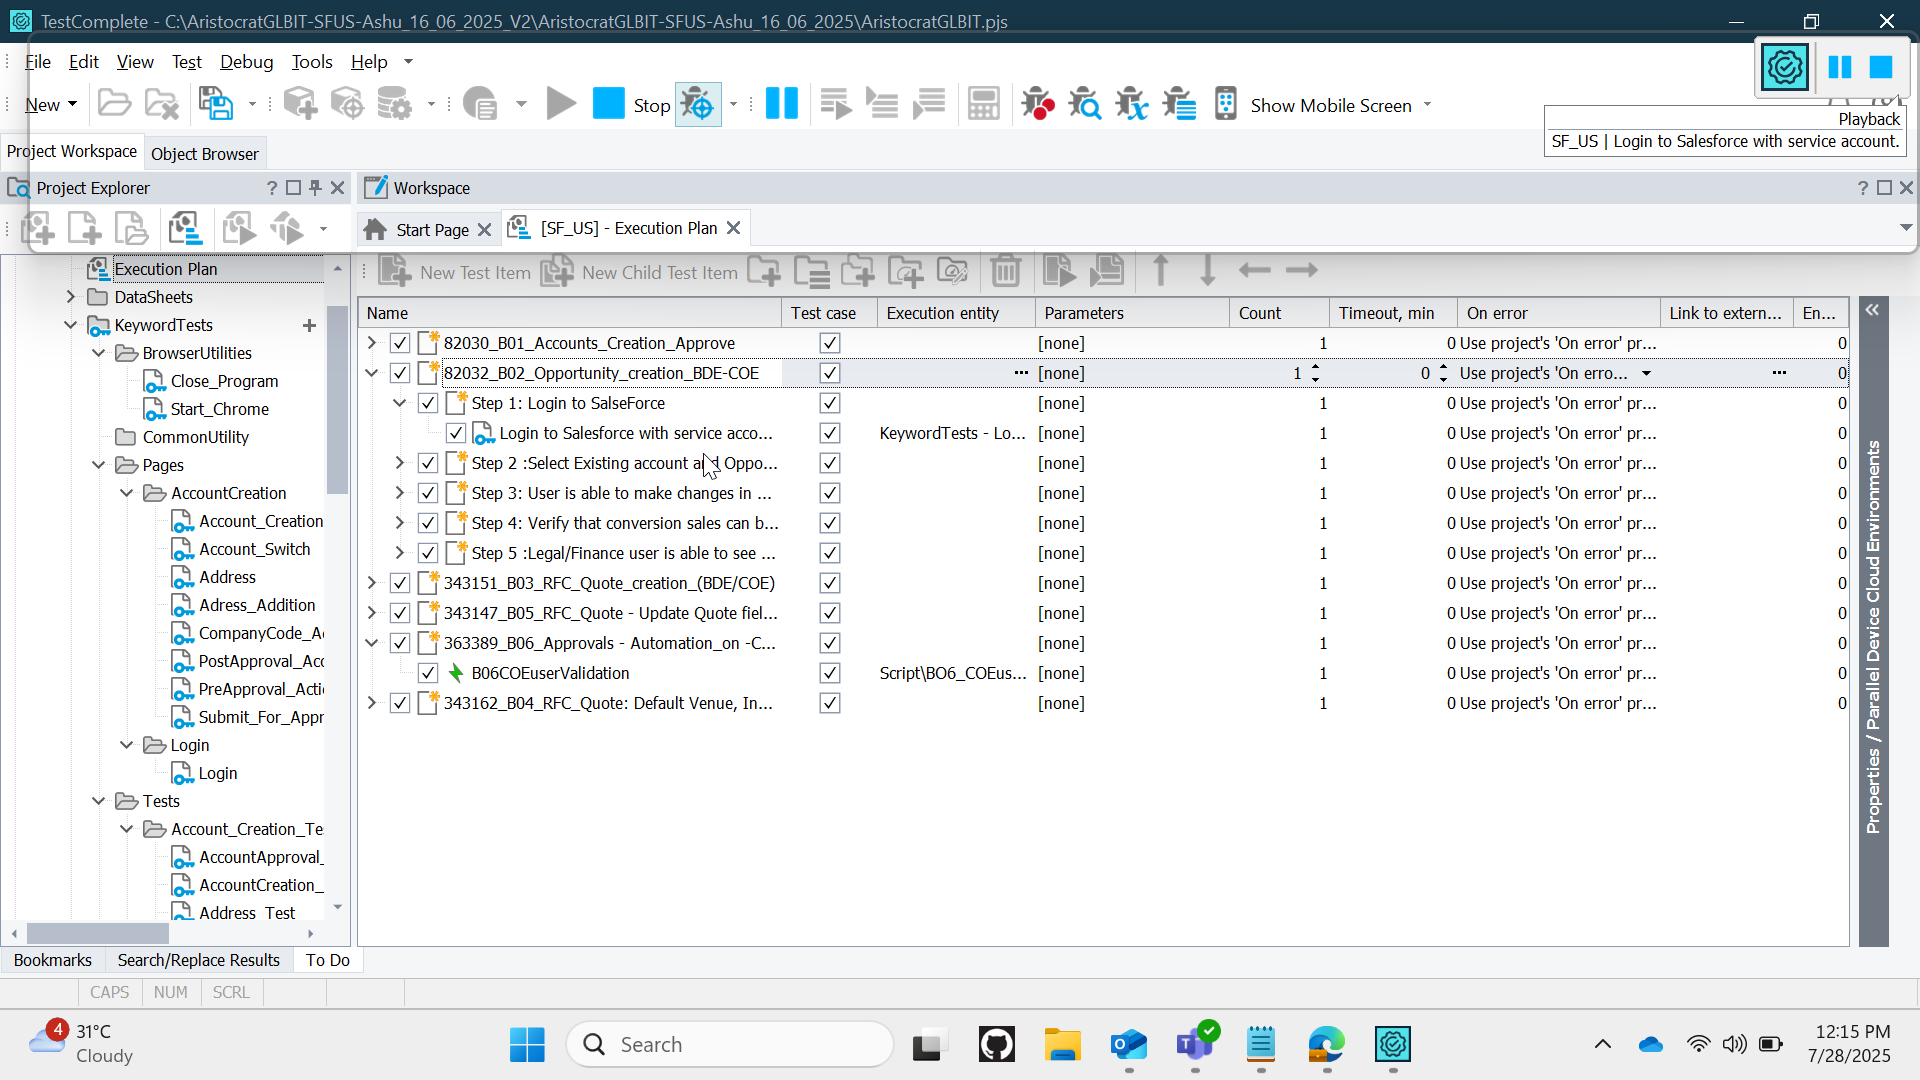 TestComplete - C:\AristocratGLBIT-SFUS-Ashu_16_06_2025_V2\AristocratGLBIT-SFUS-Ashu_16_06_2025\AristocratGLBIT.pjs
File Edit View Test Debug Tools Help
New Stop Show Mobile Screen
Playback
SF_US | Login to Salesforce with service account.
Project Workspace Object Browser
Project Explorer
Workspace
Start Page [SF_US] - Execution Plan
New Test Item New Child Test Item
Execution Plan
DataSheets
KeywordTests
BrowserUtilities
Close_Program
Start_Chrome
CommonUtility
Pages
AccountCreation
Account_Creation
Account_Switch
Address
Adress_Addition
CompanyCode_A
PostApproval_Acc
PreApproval_Acti
Submit_For_Appr
Login
Login
Tests
Account_Creation_Te
AccountApproval_
AccountCreation_
Address_Test
Name Test case Execution entity Parameters Count Timeout, min On error Link to extern... En...
82030_B01_Accounts_Creation_Approve [none] 1 0 Use project's 'On error' pr... 0
82032_B02_Opportunity_creation_BDE-COE ... [none] 1 0 Use project's 'On erro... ... 0
Step 1: Login to SalseForce [none] 1 0 Use project's 'On error' pr... 0
Login to Salesforce with service acco... KeywordTests - Lo... [none] 1 0 Use project's 'On error' pr... 0
Step 2 :Select Existing account and Oppo... [none] 1 0 Use project's 'On error' pr... 0
Step 3: User is able to make changes in ... [none] 1 0 Use project's 'On error' pr... 0
Step 4: Verify that conversion sales can b... [none] 1 0 Use project's 'On error' pr... 0
Step 5 :Legal/Finance user is able to see ... [none] 1 0 Use project's 'On error' pr... 0
343151_B03_RFC_Quote_creation_(BDE/COE) [none] 1 0 Use project's 'On error' pr... 0
343147_B05_RFC_Quote - Update Quote fiel... [none] 1 0 Use project's 'On error' pr... 0
363389_B06_Approvals - Automation_on -C... [none] 1 0 Use project's 'On error' pr... 0
B06COEuserValidation Script\BO6_COEus... [none] 1 0 Use project's 'On error' pr... 0
343162_B04_RFC_Quote: Default Venue, In... [none] 1 0 Use project's 'On error' pr... 0
Properties / Parallel Device Cloud Environments
Bookmarks Search/Replace Results To Do
CAPS NUM SCRL
4 31°C
Cloudy
Search
12:15 PM
7/28/2025